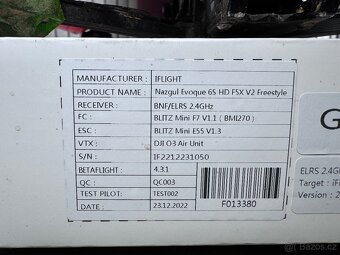 MANUFACTURER : IFLIGHT
PRODUCT NAME : Nazgul Evoque 6S HD F5X V2 Freestyle
RECEIVER : BNF/ELRS 2.4GHz
FC : BLITZ Mini F7 V1.1 ( BMI270 )
ESC : BLITZ Mini E55 V1.3
VTX : DJI O3 Air Unit
S/N : IF2212231050
BETAFLIGHT : 4.3.1
QC : QC003
TEST PILOT: TEST002
DATE : 23.12.2022
F013380
G
ELRS 2.4G
Target : iF
Version : 2
Bazos.cz